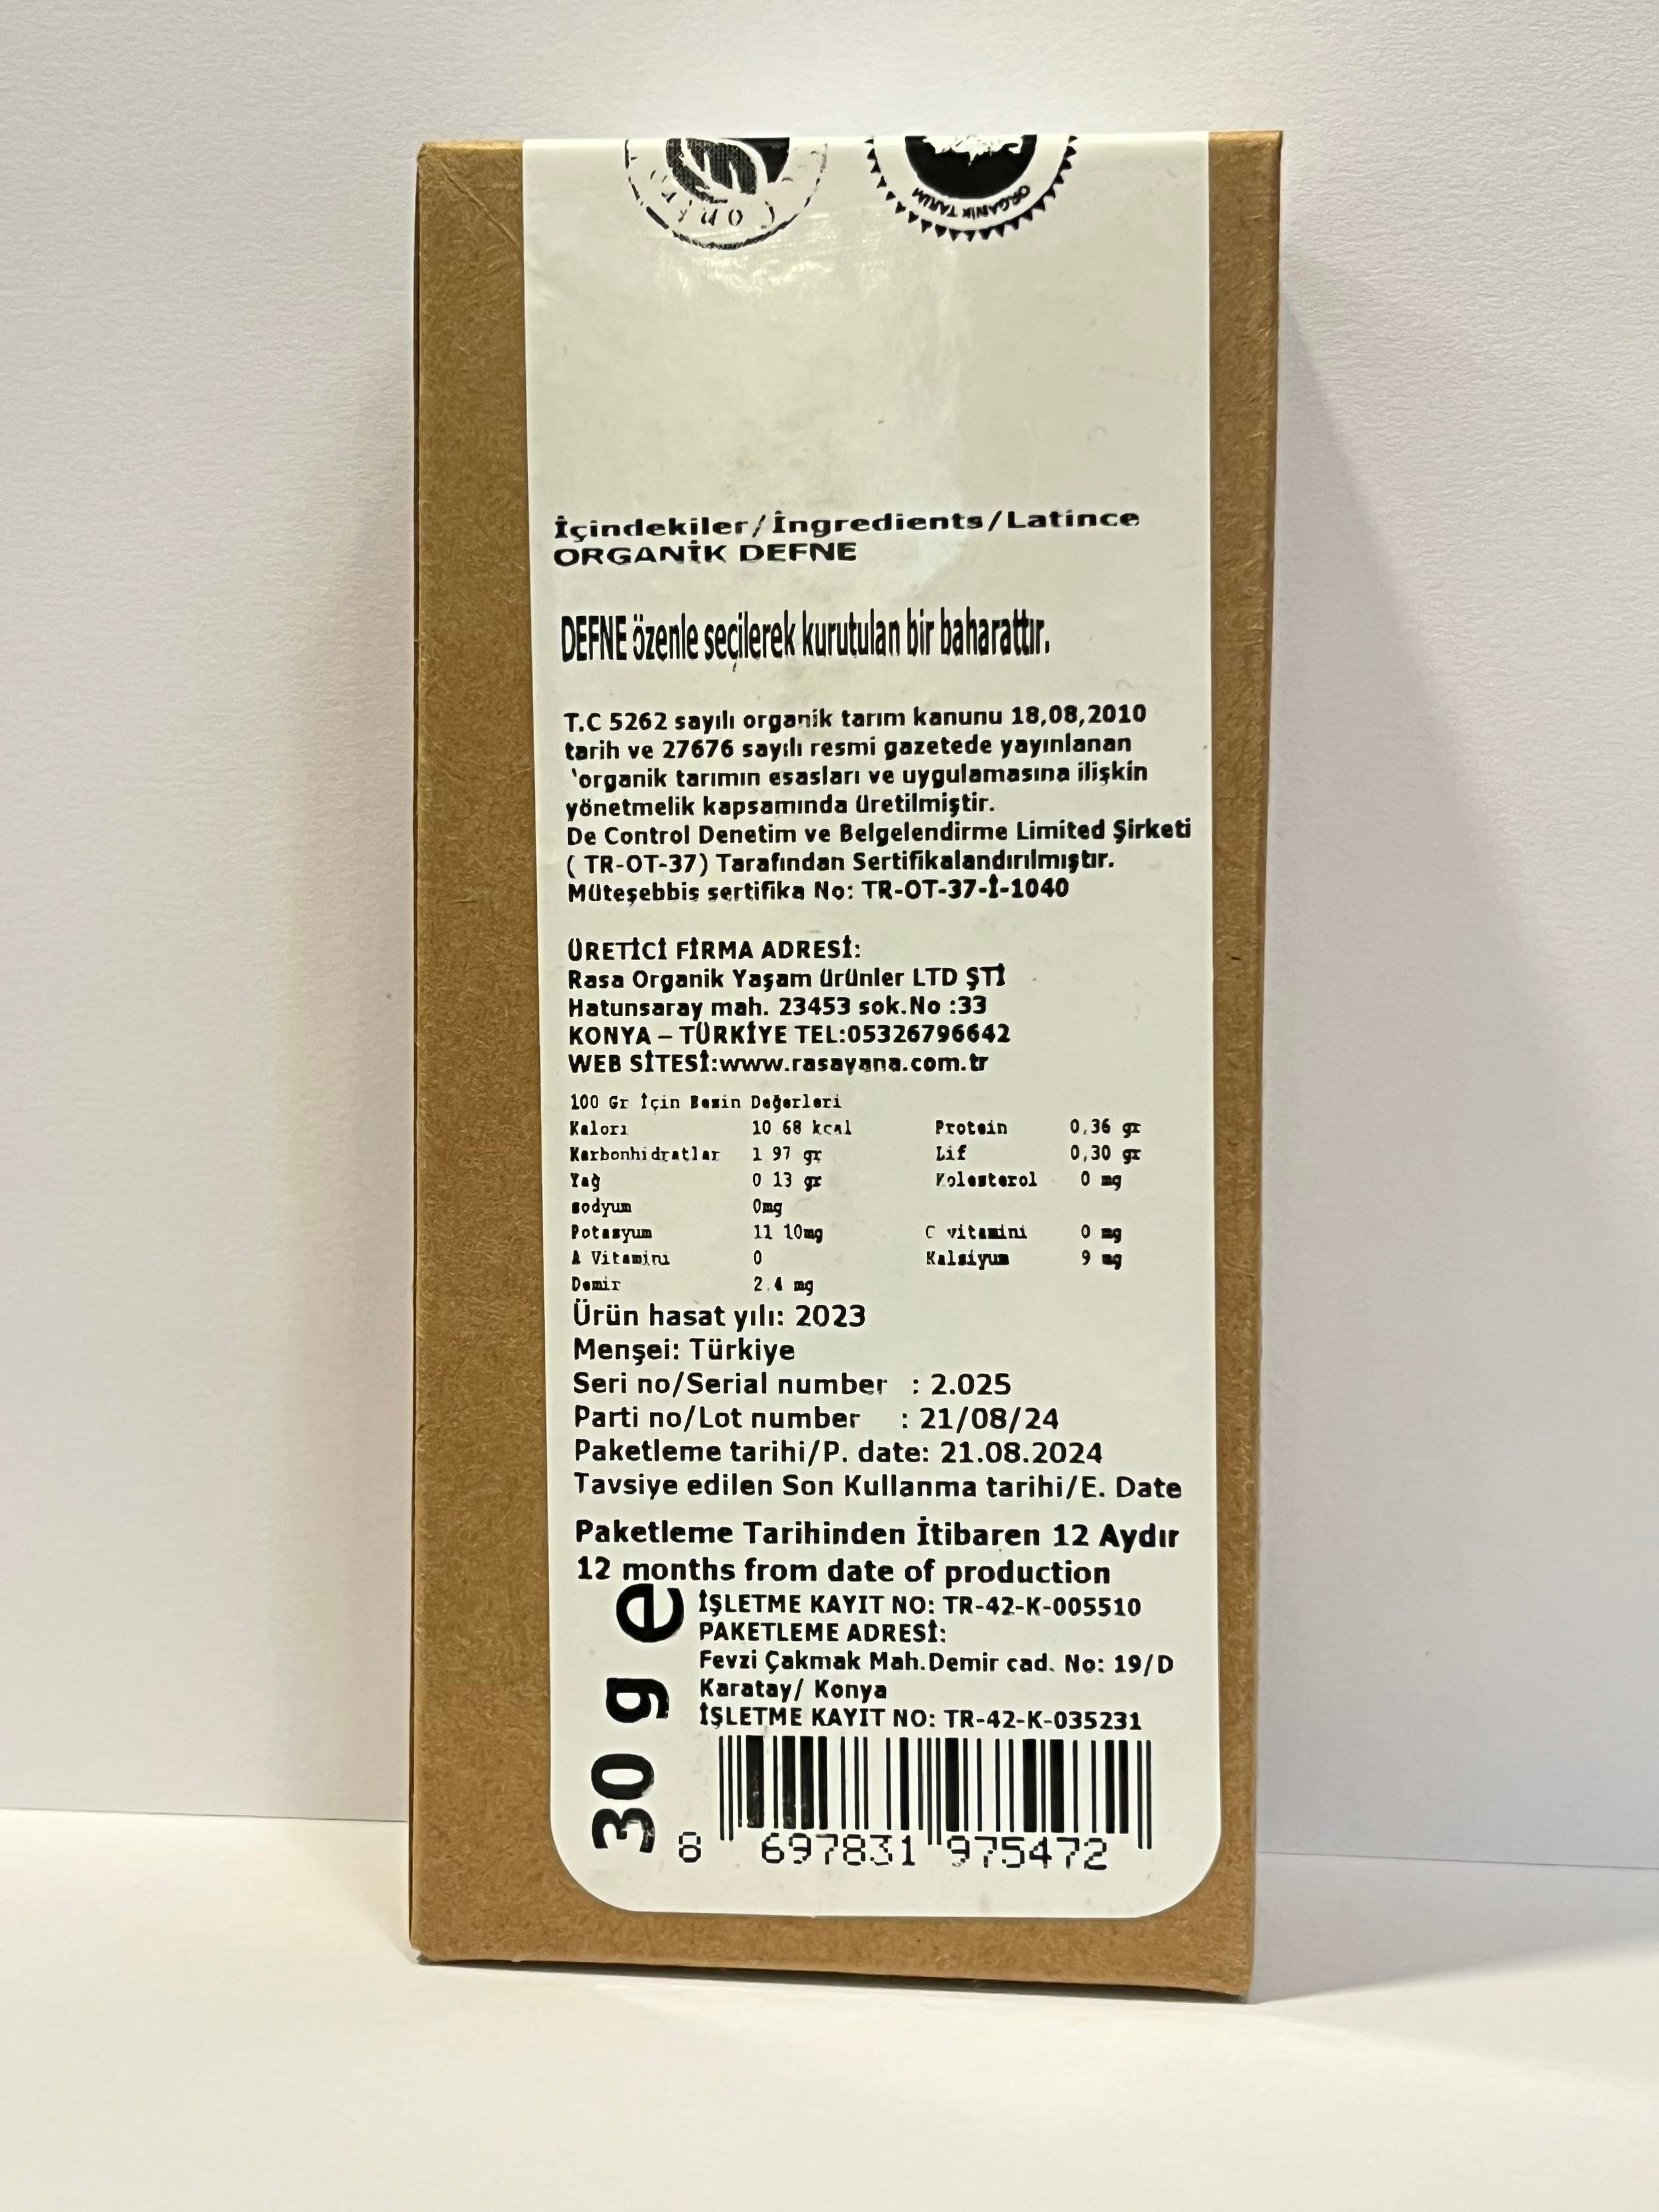 ORGANİK TARIM
İçindekiler/İngredients/Latince
ORGANİK DEFNE
DEFNE özenle seçilerek kurutulan bir baharattır.
T.C 5262 sayılı organik tarım kanunu 18,08,2010
tarih ve 27676 sayılı resmi gazetede yayınlanan
'organik tarımın esasları ve uygulamasına ilişkin
yönetmelik kapsamında üretilmiştir.
De Control Denetim ve Belgelendirme Limited Şirketi
( TR-OT-37) Tarafından Sertifikalandırılmıştır.
Müteşebbis sertifika No: TR-OT-37-İ-1040
ÜRETİCİ FİRMA ADRESİ:
Rasa Organik Yaşam ürünler LTD ŞTİ
Hatunsaray mah. 23453 sok.No :33
KONYA – TÜRKİYE TEL:05326796642
WEB SİTESİ:www.rasayana.com.tr
100 Gr İçin Besin Değerleri
Kalori 10 68 kcal Protein 0,36 gr
Karbonhidratlar 1 97 gr Lif 0,30 gr
Yağ 0 13 gr Kolesterol 0 mg
sodyum 0mg
Potasyum 11 10mg C vitamini 0 mg
A Vitamini 0 Kalsiyum 9 mg
Demir 2.4 mg
Ürün hasat yılı: 2023
Menşei: Türkiye
Seri no/Serial number : 2.025
Parti no/Lot number : 21/08/24
Paketleme tarihi/P. date: 21.08.2024
Tavsiye edilen Son Kullanma tarihi/E. Date
Paketleme Tarihinden İtibaren 12 Aydır
12 months from date of production
30 g e
İŞLETME KAYIT NO: TR-42-K-005510
PAKETLEME ADRESİ:
Fevzi Çakmak Mah.Demir cad. No: 19/D
Karatay/ Konya
İŞLETME KAYIT NO: TR-42-K-035231
8 697831 975472